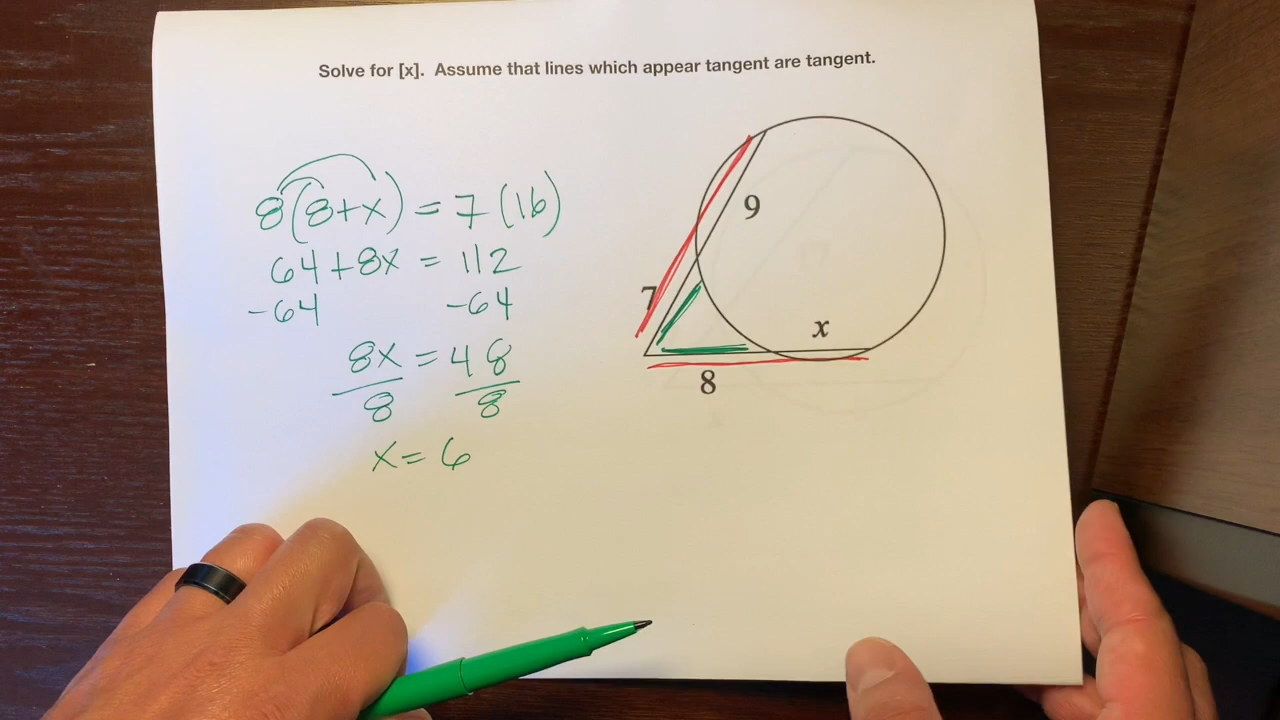 Solve for [x]. Assume that lines which appear tangent are tangent.
8(8+x) = 7(16)
64+8x = 112
-64 -64
8x = 48
8 8
x = 6
9
7
x
8